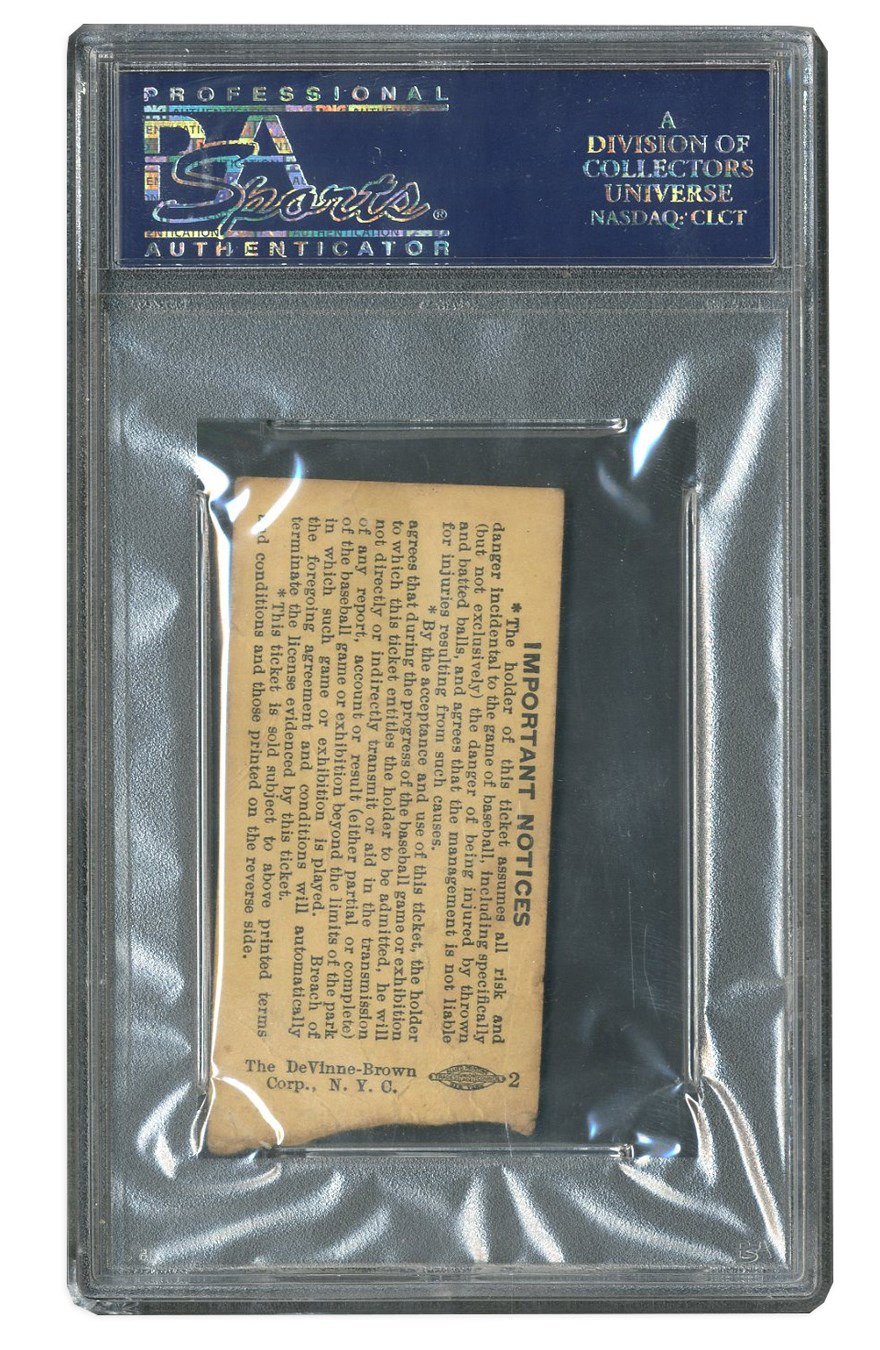 PROFESSIONAL
PSA
Sports®
AUTHENTICATOR
A
DIVISION OF
COLLECTORS
UNIVERSE
NASDAQ: CLCT
IMPORTANT NOTICES
*The holder of this ticket assumes all risk and
danger incidental to the game of baseball, including specifically
(but not exclusively) the danger of being injured by thrown
and batted balls, and agrees that the management is not liable
for injuries resulting from such causes.
*By the acceptance and use of this ticket, the holder
agrees that during the progress of the baseball game or exhibition
to which this ticket entitles the holder to be admitted, he will
not directly or indirectly transmit or aid in the transmission
of any report, account or result (either partial or complete)
of the baseball game or exhibition beyond the limits of the park
in which such game or exhibition is played. Breach of
the foregoing agreement and conditions will automatically
terminate the license evidenced by this ticket.
*This ticket is sold subject to above printed terms
and conditions and those printed on the reverse side.
2
The DeVinne-Brown
Corp., N. Y. C.